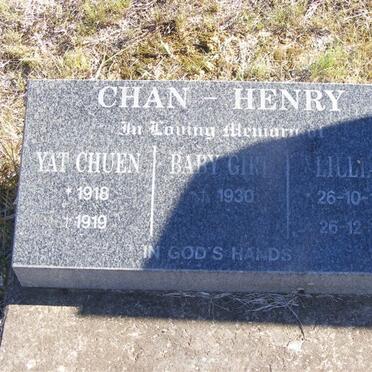 CHAN - HENRY
In Loving Memory of
YAT CHUEN
* 1918
† 1919
BABY GIRL
1930
26-10-
26-12
IN GOD'S HANDS